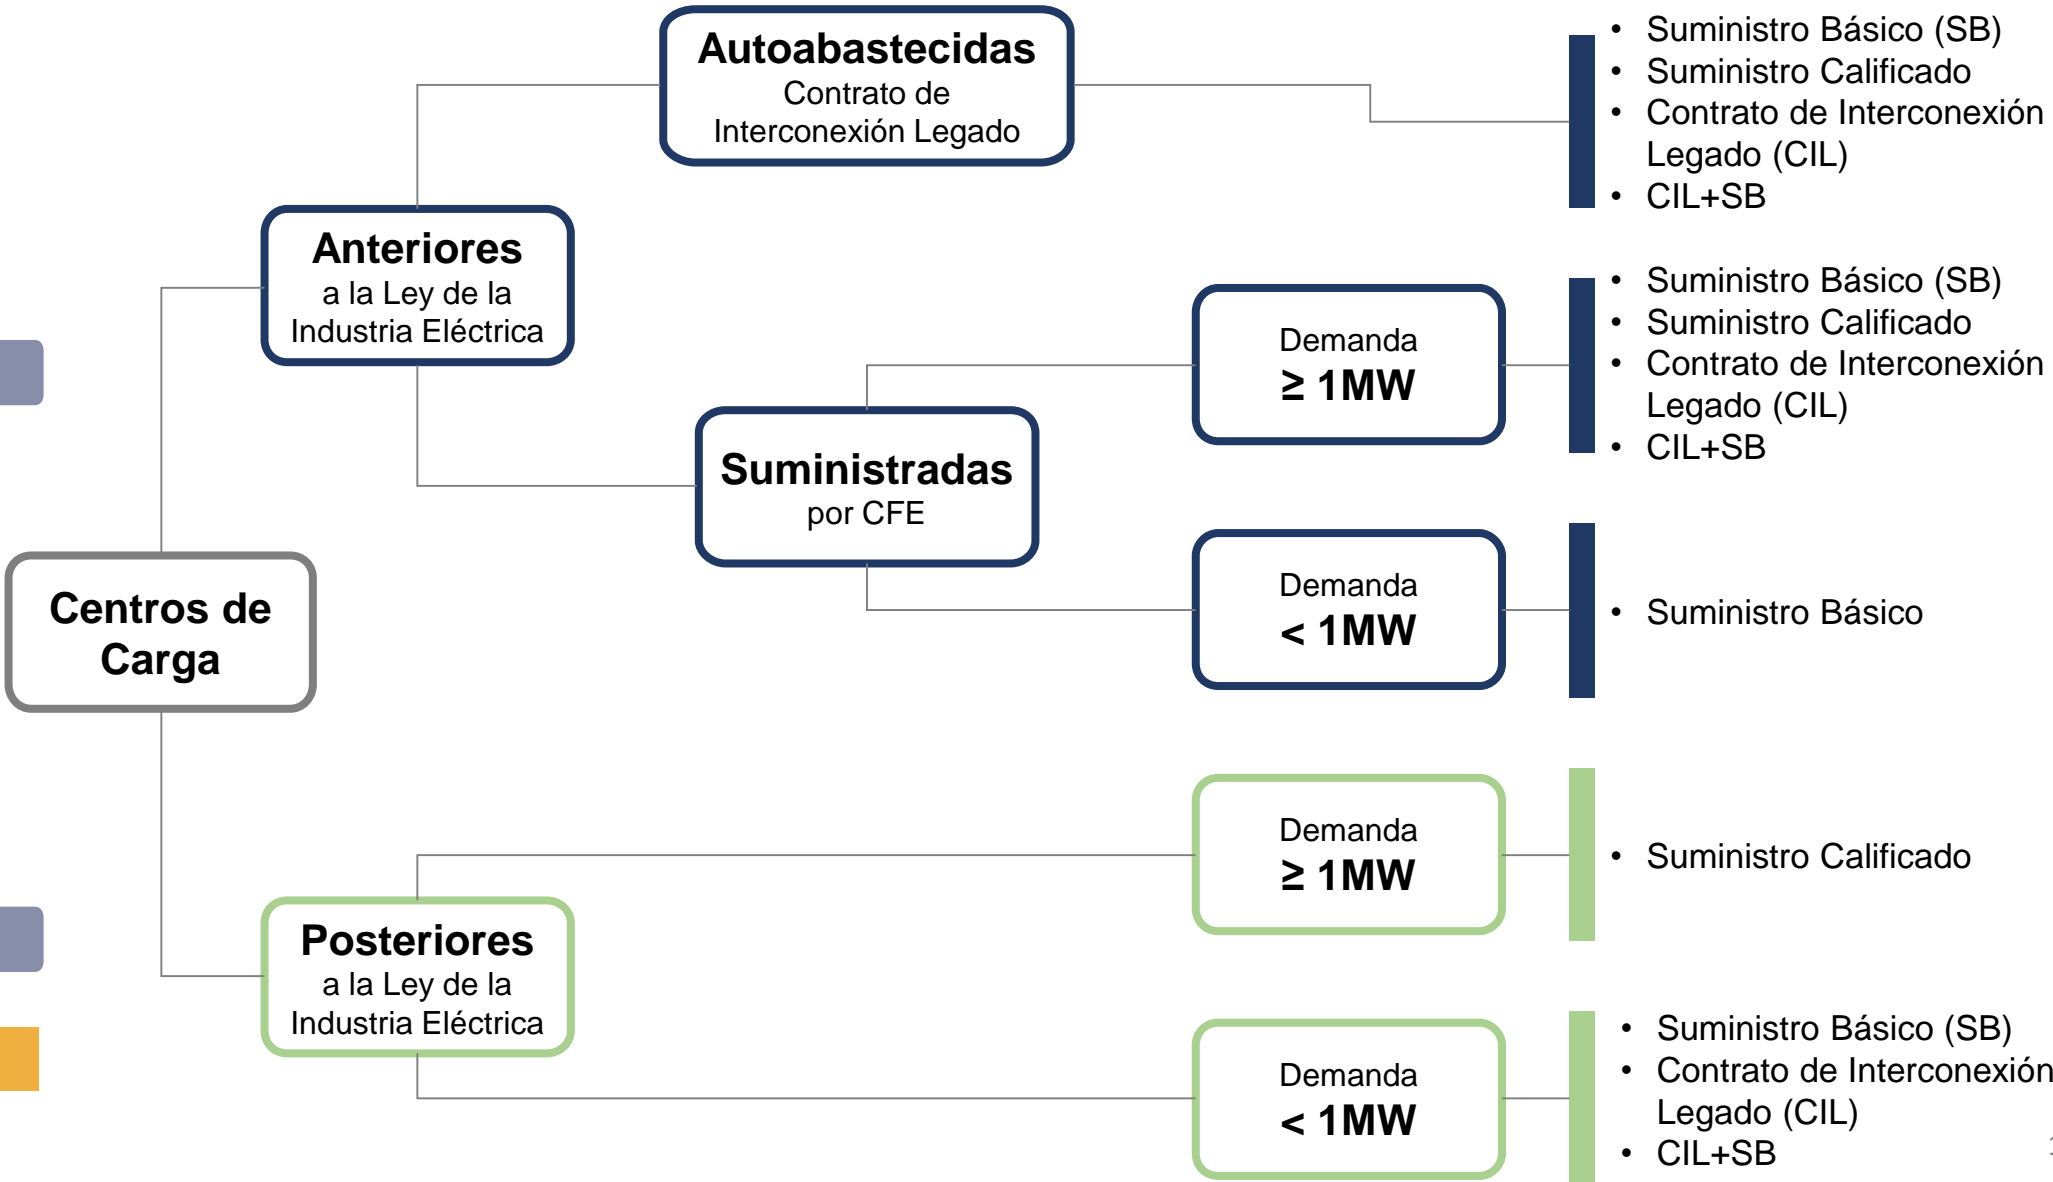 Autoabastecidas
Contrato de
Interconexión Legado
• Suministro Básico (SB)
• Suministro Calificado
• Contrato de Interconexión
Legado (CIL)
• CIL+SB
Anteriores
a la Ley de la
Industria Eléctrica
Demanda
≥ 1MW
• Suministro Básico (SB)
• Suministro Calificado
• Contrato de Interconexión
Legado (CIL)
• CIL+SB
Suministradas
por CFE
Demanda
< 1MW
• Suministro Básico
Centros de
Carga
Demanda
≥ 1MW
• Suministro Calificado
Posteriores
a la Ley de la
Industria Eléctrica
Demanda
< 1MW
• Suministro Básico (SB)
• Contrato de Interconexión
Legado (CIL)
• CIL+SB